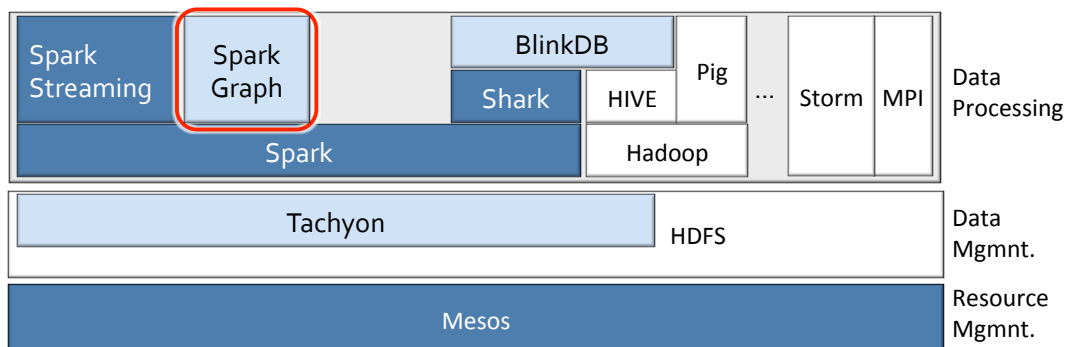 Spark
Streaming
Spark
Graph
BlinkDB
Pig
Shark
HIVE
...
Storm
MPI
Data
Processing
Spark
Hadoop
Tachyon
HDFS
Data
Mgmnt.
Mesos
Resource
Mgmnt.